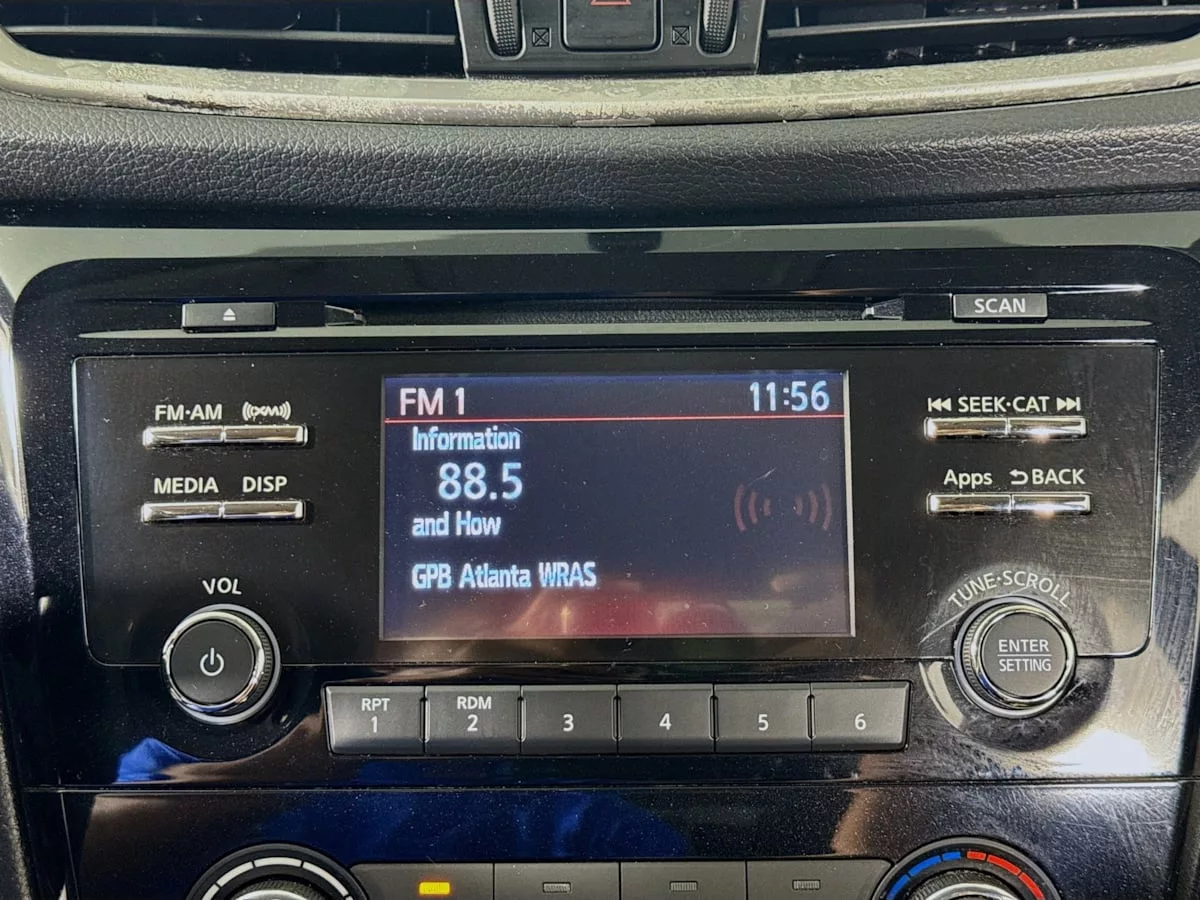 SCAN
FM·AM ((XM))
SEEK·CAT
MEDIA DISP
Apps BACK
VOL
TUNE·SCROLL
ENTER
SETTING
FM 1 11:56
Information
88.5
and How
GPB Atlanta WRAS
RPT
1
RDM
2
3
4
5
6